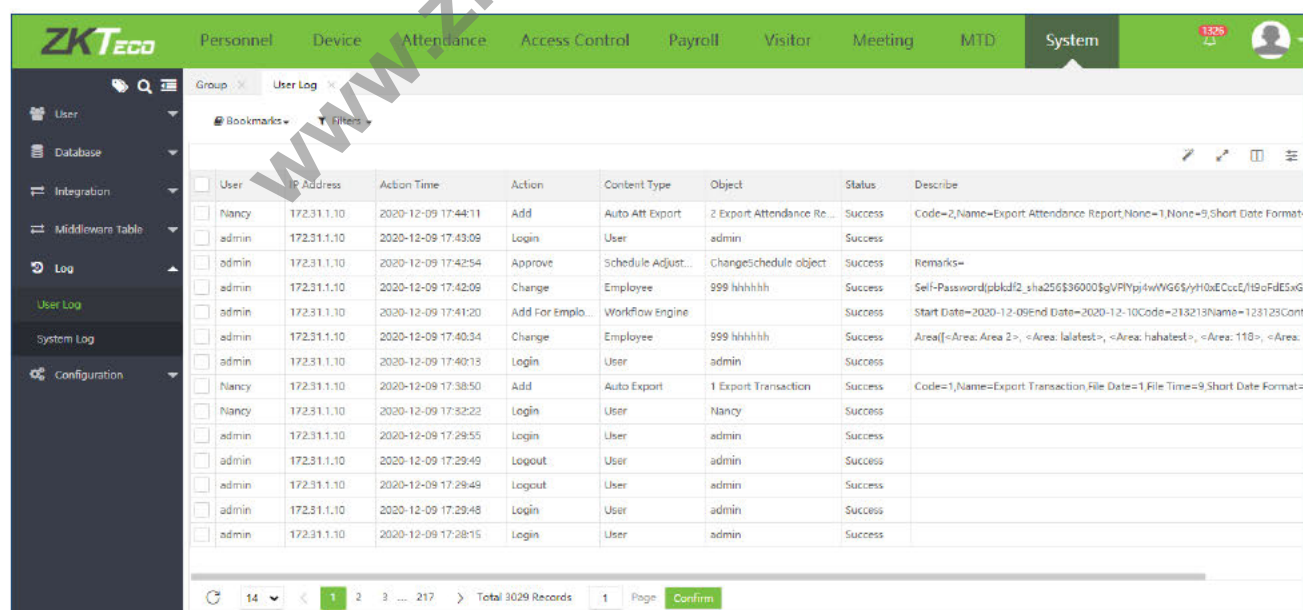 ZKTeco Personnel Device Attendance Access Control Payroll Visitor Meeting MTD System 1326
Group User Log
User
Bookmarks Filters
Database
Integration
User IP Address Action Time Action Content Type Object Status Describe
Nancy 172.31.1.10 2020-12-09 17:44:11 Add Auto Att Export 2 Export Attendance Re... Success Code=2,Name=Export Attendance Report,None=1,None=9,Short Date Format
Middleware Table
admin 172.31.1.10 2020-12-09 17:43:09 Login User admin Success
Log
admin 172.31.1.10 2020-12-09 17:42:54 Approve Schedule Adjust... ChangeSchedule object Success Remarks=
admin 172.31.1.10 2020-12-09 17:42:09 Change Employee 999 hhhhhh Success
User Log
admin 172.31.1.10 2020-12-09 17:41:20 Add For Emplo... Workflow Engine Success Start Date=2020-12-09End Date=2020-12-10Code=213213Name=123123Cont
System Log
admin 172.31.1.10 2020-12-09 17:40:34 Change Employee 999 hhhhhh Success Area([<Area: Area 2>, <Area: lalatest>, <Area: hahatest>, <Area: 118>, <Area:
admin 172.31.1.10 2020-12-09 17:40:13 Login User admin Success
Configuration
Nancy 172.31.1.10 2020-12-09 17:38:50 Add Auto Export 1 Export Transaction Success Code=1,Name=Export Transaction,File Date=1,File Time=9,Short Date Format=
Nancy 172.31.1.10 2020-12-09 17:32:22 Login User Nancy Success
admin 172.31.1.10 2020-12-09 17:29:55 Login User admin Success
admin 172.31.1.10 2020-12-09 17:29:49 Logout User admin Success
admin 172.31.1.10 2020-12-09 17:29:49 Logout User admin Success
admin 172.31.1.10 2020-12-09 17:29:48 Login User admin Success
admin 172.31.1.10 2020-12-09 17:28:15 Login User admin Success
14 1 2 3 ... 217 Total 3029 Records 1 Page Confirm